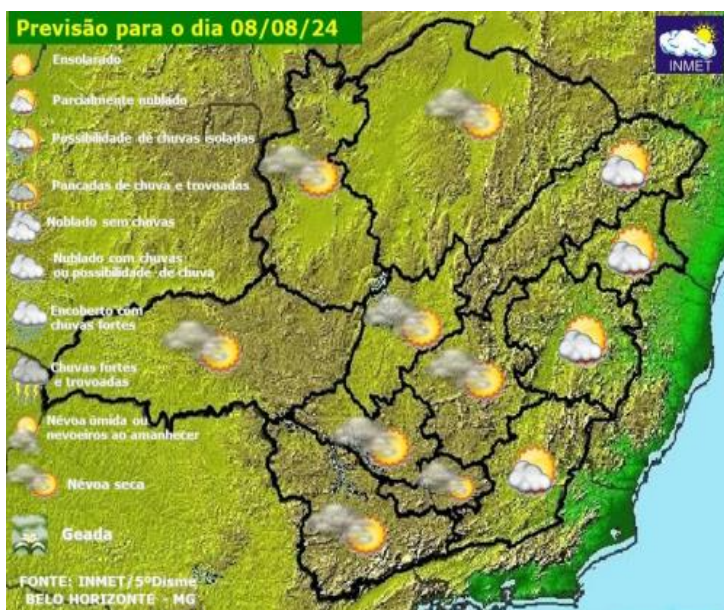 Previsão para o dia 08/08/24
INMET
Ensolarado
Parcialmente nublado
Possibilidade de chuvas isoladas
Pancadas de chuva e trovoadas
Noblado sem chuvas
Nublado com chuvas
ou possibilidade de chuva
Encoberto com
chuvas fortes
Chuvas fortes
e trovoadas
Névoa úmida ou
nevoeiros ao amanhecer
Névoa seca
Geada
FONTE: INMET/5ºDisme
BELO HORIZONTE - MG